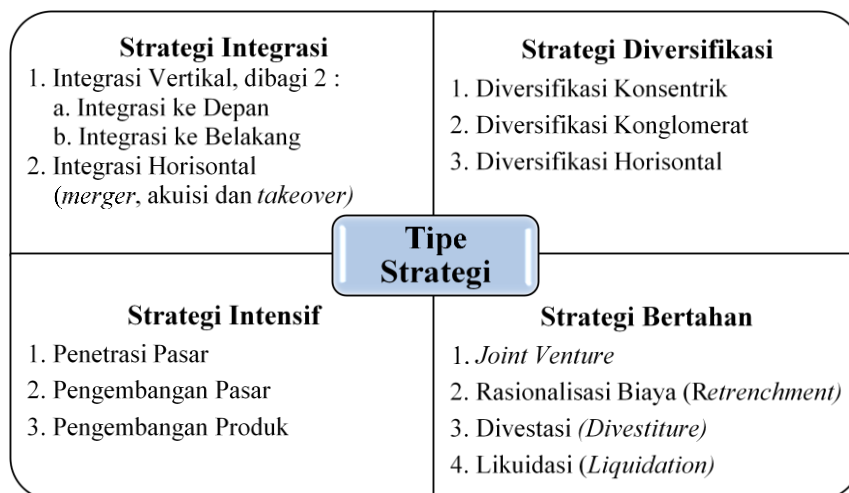 Strategi Integrasi
1. Integrasi Vertikal, dibagi 2 :
a. Integrasi ke Depan
b. Integrasi ke Belakang
2. Integrasi Horisontal
(merger, akuisi dan takeover)
Strategi Diversifikasi
1. Diversifikasi Konsentrik
2. Diversifikasi Konglomerat
3. Diversifikasi Horisontal
Tipe
Strategi
Strategi Intensif
1. Penetrasi Pasar
2. Pengembangan Pasar
3. Pengembangan Produk
Strategi Bertahan
1. Joint Venture
2. Rasionalisasi Biaya (Retrenchment)
3. Divestasi (Divestiture)
4. Likuidasi (Liquidation)